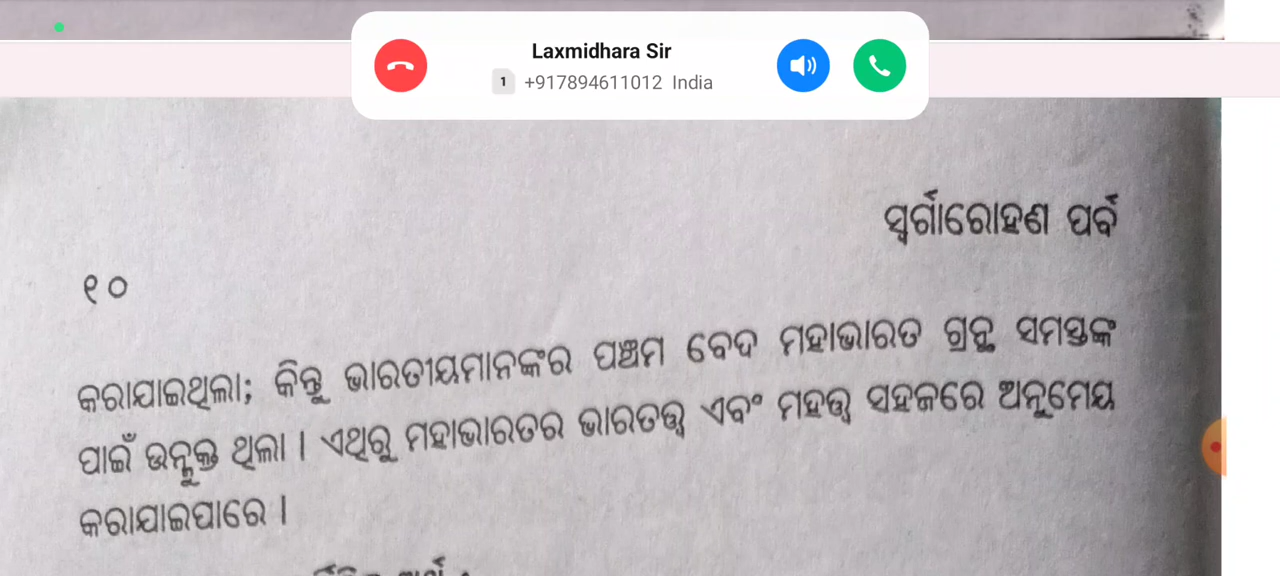 Laxmidhara Sir
1 +917894611012 India
ସ୍ୱର୍ଗାରୋହଣ ପର୍ବ
୧୦
କରାଯାଇଥିଲା; କିନ୍ତୁ ଭାରତୀୟମାନଙ୍କର ପଞ୍ଚମ ବେଦ ମହାଭାରତ ଗ୍ରନ୍ଥ ସମସ୍ତଙ୍କ
ପାଇଁ ଉନ୍ମୁକ୍ତ ଥିଲା । ଏଥିରୁ ମହାଭାରତର ଭାରତତ୍ତ୍ୱ ଏବଂ ମହତ୍ତ୍ୱ ସହଜରେ ଅନୁମେୟ
କରାଯାଇପାରେ ।